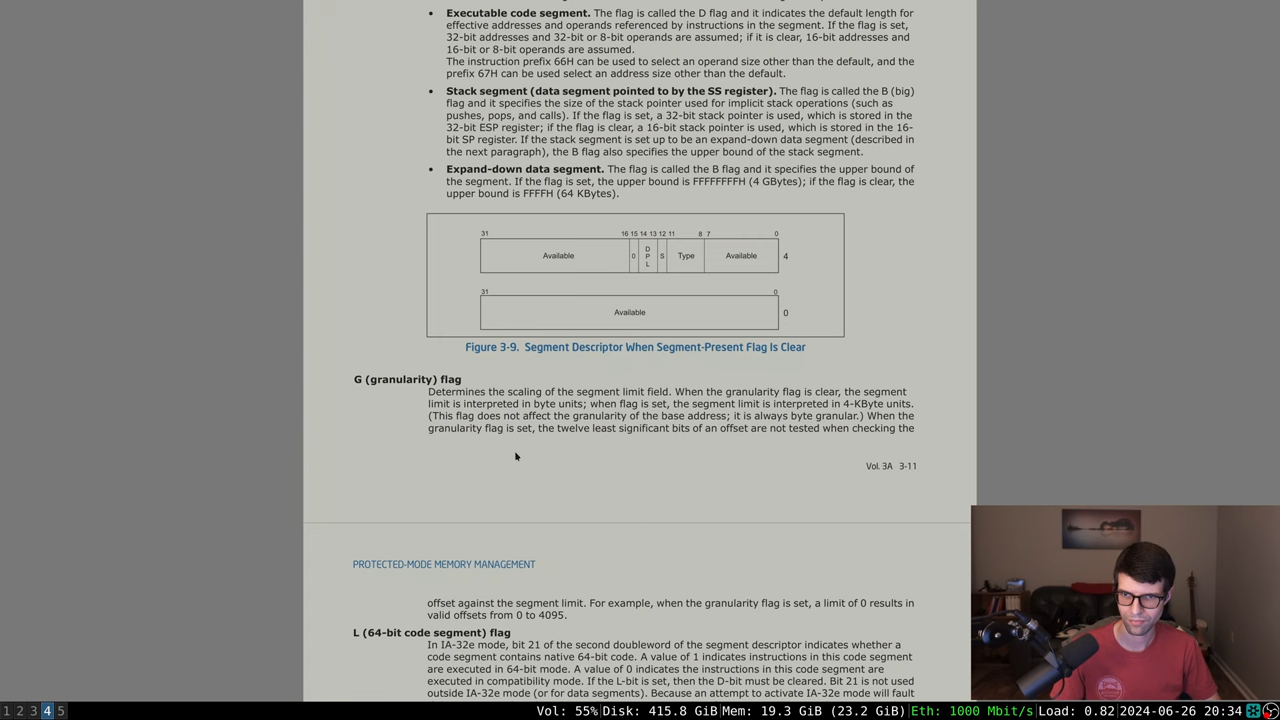 • Executable code segment. The flag is called the D flag and it indicates the default length for
effective addresses and operands referenced by instructions in the segment. If the flag is set,
32-bit addresses and 32-bit or 8-bit operands are assumed; if it is clear, 16-bit addresses and
16-bit or 8-bit operands are assumed.
The instruction prefix 66H can be used to select an operand size other than the default, and the
prefix 67H can be used select an address size other than the default.
• Stack segment (data segment pointed to by the SS register). The flag is called the B (big)
flag and it specifies the size of the stack pointer used for implicit stack operations (such as
pushes, pops, and calls). If the flag is set, a 32-bit stack pointer is used, which is stored in the
32-bit ESP register; if the flag is clear, a 16-bit stack pointer is used, which is stored in the 16-
bit SP register. If the stack segment is set up to be an expand-down data segment (described in
the next paragraph), the B flag also specifies the upper bound of the stack segment.
• Expand-down data segment. The flag is called the B flag and it specifies the upper bound of
the segment. If the flag is set, the upper bound is FFFFFFFFH (4 GBytes); if the flag is clear, the
upper bound is FFFFH (64 KBytes).
31 16 15 14 13 12 11 8 7 0
Available 0 D P L S Type Available 4
31 0
Available 0
Figure 3-9. Segment Descriptor When Segment-Present Flag Is Clear
G (granularity) flag
Determines the scaling of the segment limit field. When the granularity flag is clear, the segment
limit is interpreted in byte units; when flag is set, the segment limit is interpreted in 4-KByte units.
(This flag does not affect the granularity of the base address; it is always byte granular.) When the
granularity flag is set, the twelve least significant bits of an offset are not tested when checking the
Vol. 3A 3-11
PROTECTED-MODE MEMORY MANAGEMENT
offset against the segment limit. For example, when the granularity flag is set, a limit of 0 results in
valid offsets from 0 to 4095.
L (64-bit code segment) flag
In IA-32e mode, bit 21 of the second doubleword of the segment descriptor indicates whether a
code segment contains native 64-bit code. A value of 1 indicates instructions in this code segment
are executed in 64-bit mode. A value of 0 indicates the instructions in this code segment are
executed in compatibility mode. If the L-bit is set, then the D-bit must be cleared. Bit 21 is not used
outside IA-32e mode (or for data segments). Because an attempt to activate IA-32e mode will fault
1 2 3 4 5 Vol: 55% Disk: 415.8 GiB Mem: 19.3 GiB (23.2 GiB) Eth: 1000 Mbit/s Load: 0.82 2024-06-26 20:34